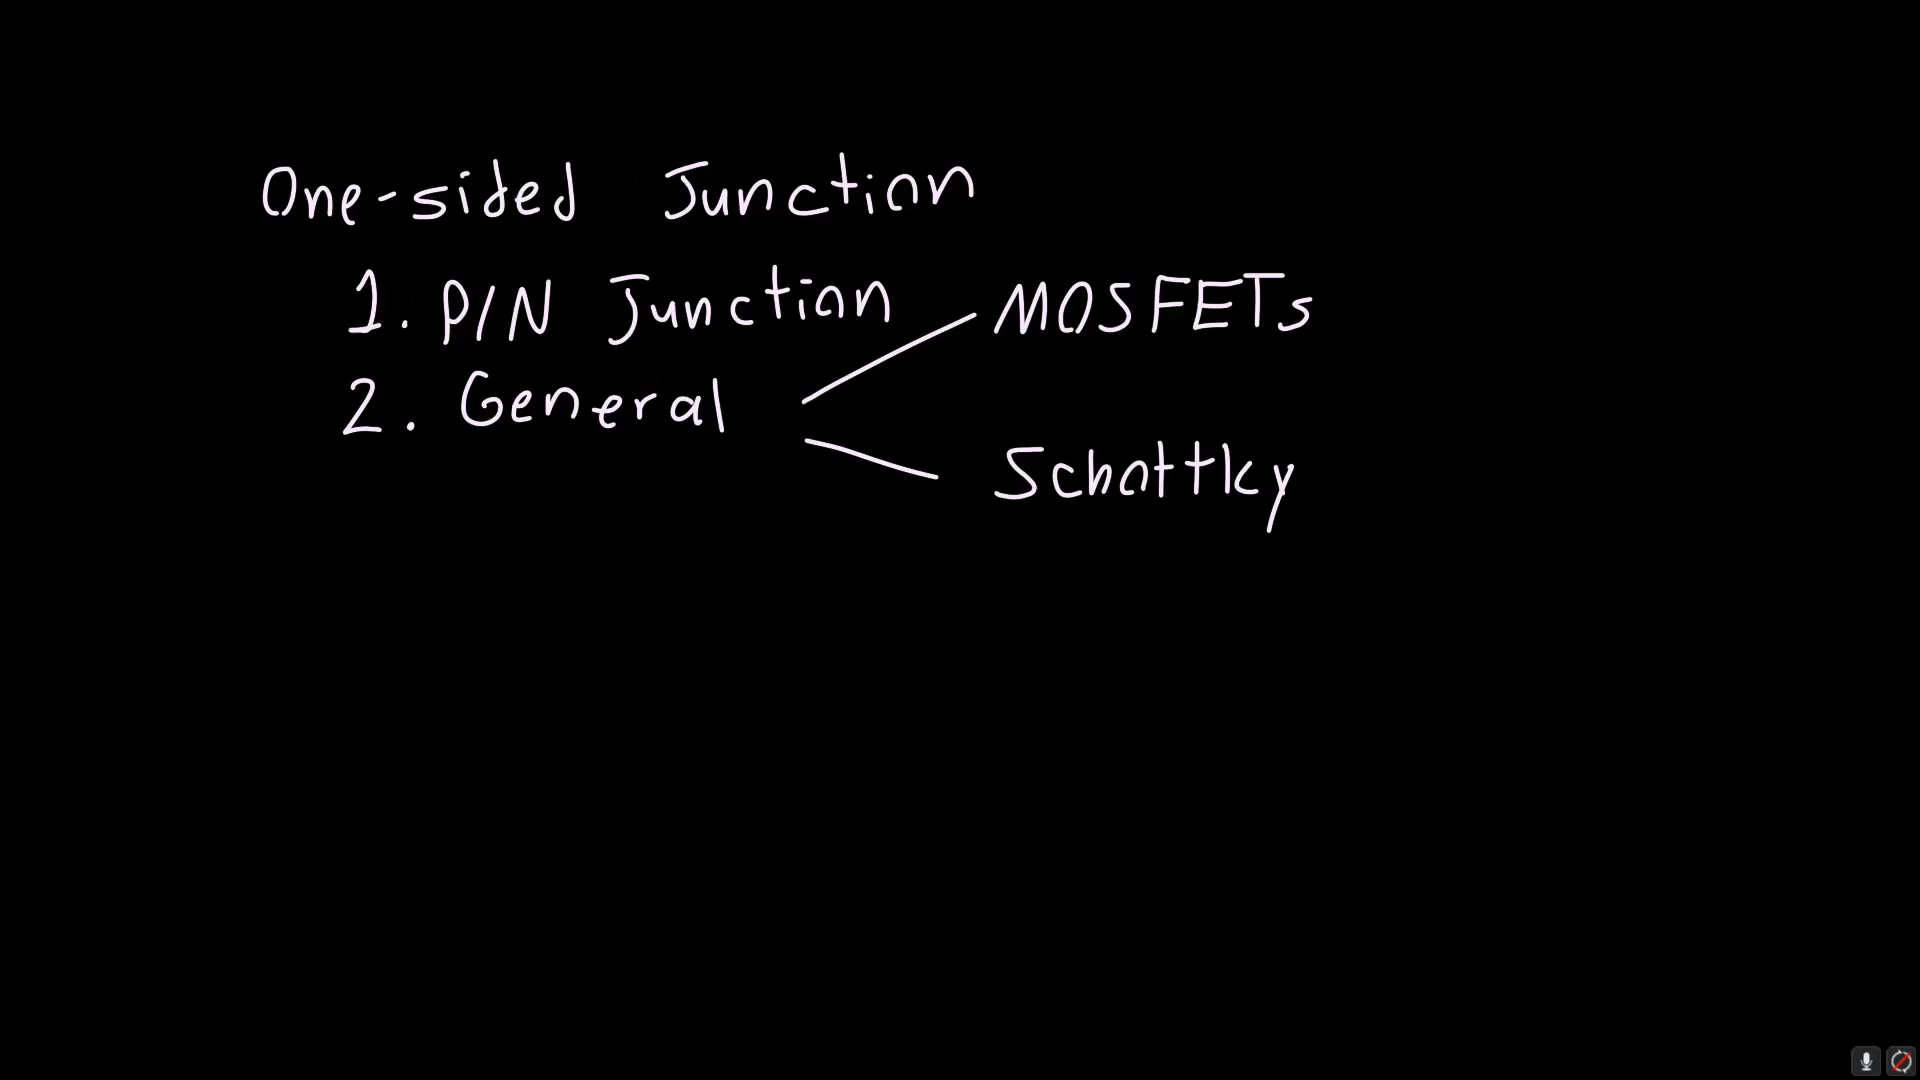 One-sided Junction
1. P/N Junction
MOSFETs
2. General
Schottky